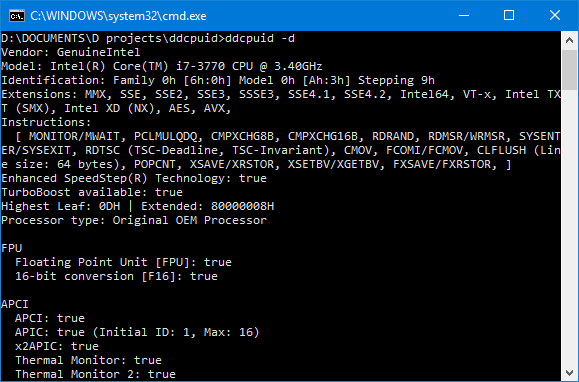 C:\WINDOWS\system32\cmd.exe
D:\DOCUMENTS\D projects\ddcpuid>ddcpuid -d
Vendor: GenuineIntel
Model: Intel(R) Core(TM) i7-3770 CPU @ 3.40GHz
Identification: Family 0h [6h:0h] Model 0h [Ah:3h] Stepping 9h
Extensions: MMX, SSE, SSE2, SSE3, SSSE3, SSE4.1, SSE4.2, Intel64, VT-x, Intel TX
T (SMX), Intel XD (NX), AES, AVX,
Instructions:
[ MONITOR/MWAIT, PCLMULQDQ, CMPXCHG8B, CMPXCHG16B, RDRAND, RDMSR/WRMSR, SYSENT
ER/SYSEXIT, RDTSC (TSC-Deadline, TSC-Invariant), CMOV, FCOMI/FCMOV, CLFLUSH (Lin
e size: 64 bytes), POPCNT, XSAVE/XRSTOR, XSETBV/XGETBV, FXSAVE/FXRSTOR, ]
Enhanced SpeedStep(R) Technology: true
TurboBoost available: true
Highest Leaf: 0DH | Extended: 80000008H
Processor type: Original OEM Processor
FPU
Floating Point Unit [FPU]: true
16-bit conversion [F16]: true
APCI
APCI: true
APIC: true (Initial ID: 1, Max: 16)
x2APIC: true
Thermal Monitor: true
Thermal Monitor 2: true